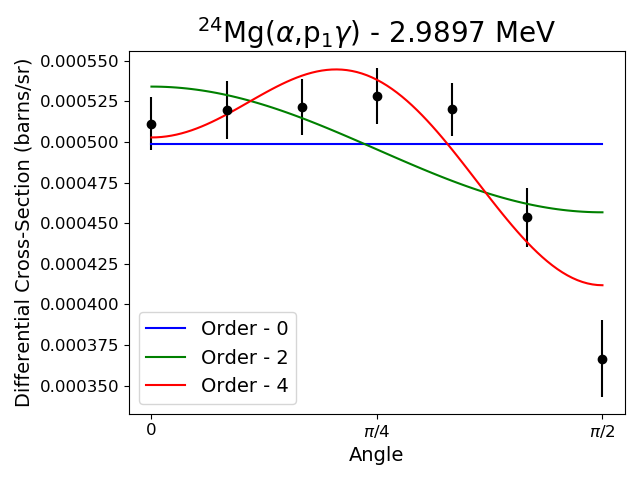 ²⁴Mg(α,p₁γ) - 2.9897 MeV
Differential Cross-Section (barns/sr)
0.000550
0.000525
0.000500
0.000475
0.000450
0.000425
0.000400
0.000375
0.000350
Order - 0
Order - 2
Order - 4
0
π/4
π/2
Angle